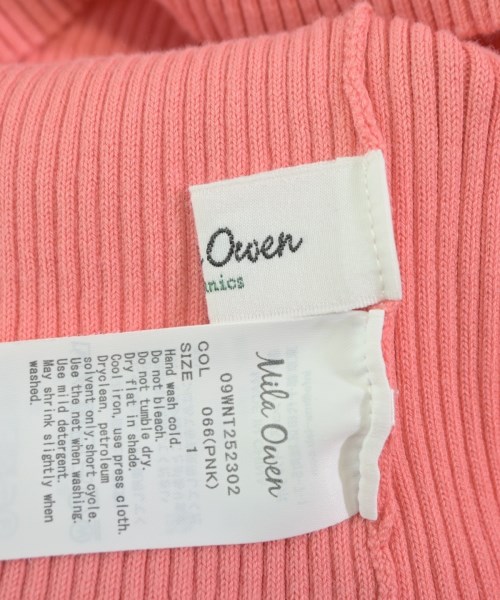 Owen
nics
Mila Owen
09WNT252302
COL 066(PNK)
SIZE 1
Hand wash cold.
Do not bleach.
Do not tumble dry.
Dry flat in shade.
Cool iron, use press cloth.
Dryclean, petroleum
solvent only,short cycle.
Use the net when washing.
Use mild detergent.
May shrink slightly when
washed.